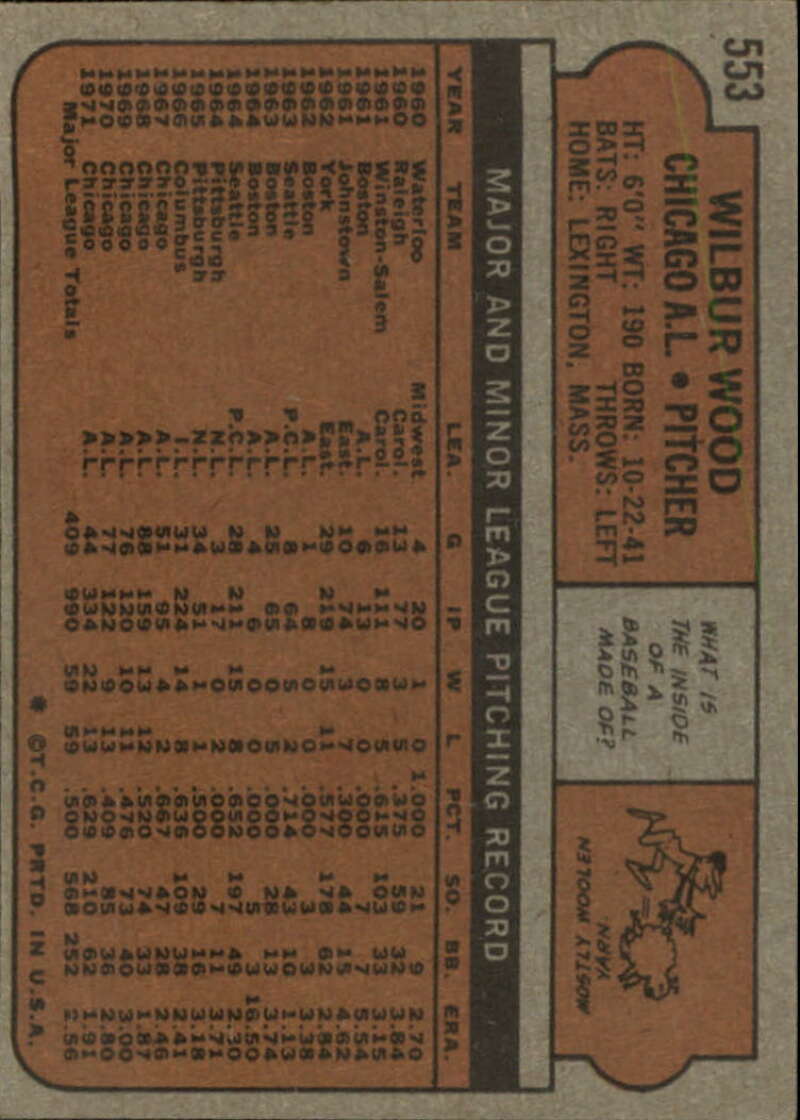 553
WILBUR WOOD
CHICAGO A.L. • PITCHER
HT: 6'0" WT: 190 BORN: 10-22-41
BATS: RIGHT THROWS: LEFT
HOME: LEXINGTON, MASS.
WHAT IS
THE INSIDE
OF A
BASEBALL
MADE OF?
MOSTLY WOOLEN
YARN.
MAJOR AND MINOR LEAGUE PITCHING RECORD
YEAR TEAM LEA. G IP W L PCT. SO. BB. ERA.
1960 Waterloo Midwest 4 20 1 0 1.000 21 9 2.70
1960 Raleigh Carol. 13 77 3 5 .375 59 32 3.84
1961 Winston-Salem Carol. 16 111 8 5 .615 103 33 3.15
1961 Boston A.L. 6 13 0 0 .000 7 7 5.54
1961 Johnstown East. 10 74 3 7 .300 44 15 4.62
1962 York East. 29 219 15 11 .577 178 62 2.84
1962 Boston A.L. 1 8 0 0 .000 3 3 3.38
1963 Seattle P.C.L. 8 64 5 2 .714 43 10 1.13
1963 Boston A.L. 25 65 0 5 .000 28 13 3.74
1964 Boston A.L. 4 6 0 0 .000 5 3 16.50
1964 Seattle P.C.L. 28 211 15 8 .652 197 49 2.30
1964 Pittsburgh N.L. 3 17 0 2 .000 7 11 3.71
1965 Pittsburgh N.L. 34 51 1 1 .500 29 16 3.18
1966 Columbus I.L. 31 224 14 8 .636 109 38 2.41
1967 Chicago A.L. 51 95 4 2 .667 47 28 2.46
1968 Chicago A.L. 88 159 13 12 .520 74 33 1.87
1969 Chicago A.L. 76 120 10 11 .476 73 40 3.00
1970 Chicago A.L. 77 122 9 13 .409 85 36 2.80
1971 Chicago A.L. 44 334 22 13 .629 210 62 1.91
Major League Totals 409 990 59 59 .500 568 252 2.56
* ©T.C.G. PRTD. IN U.S.A.